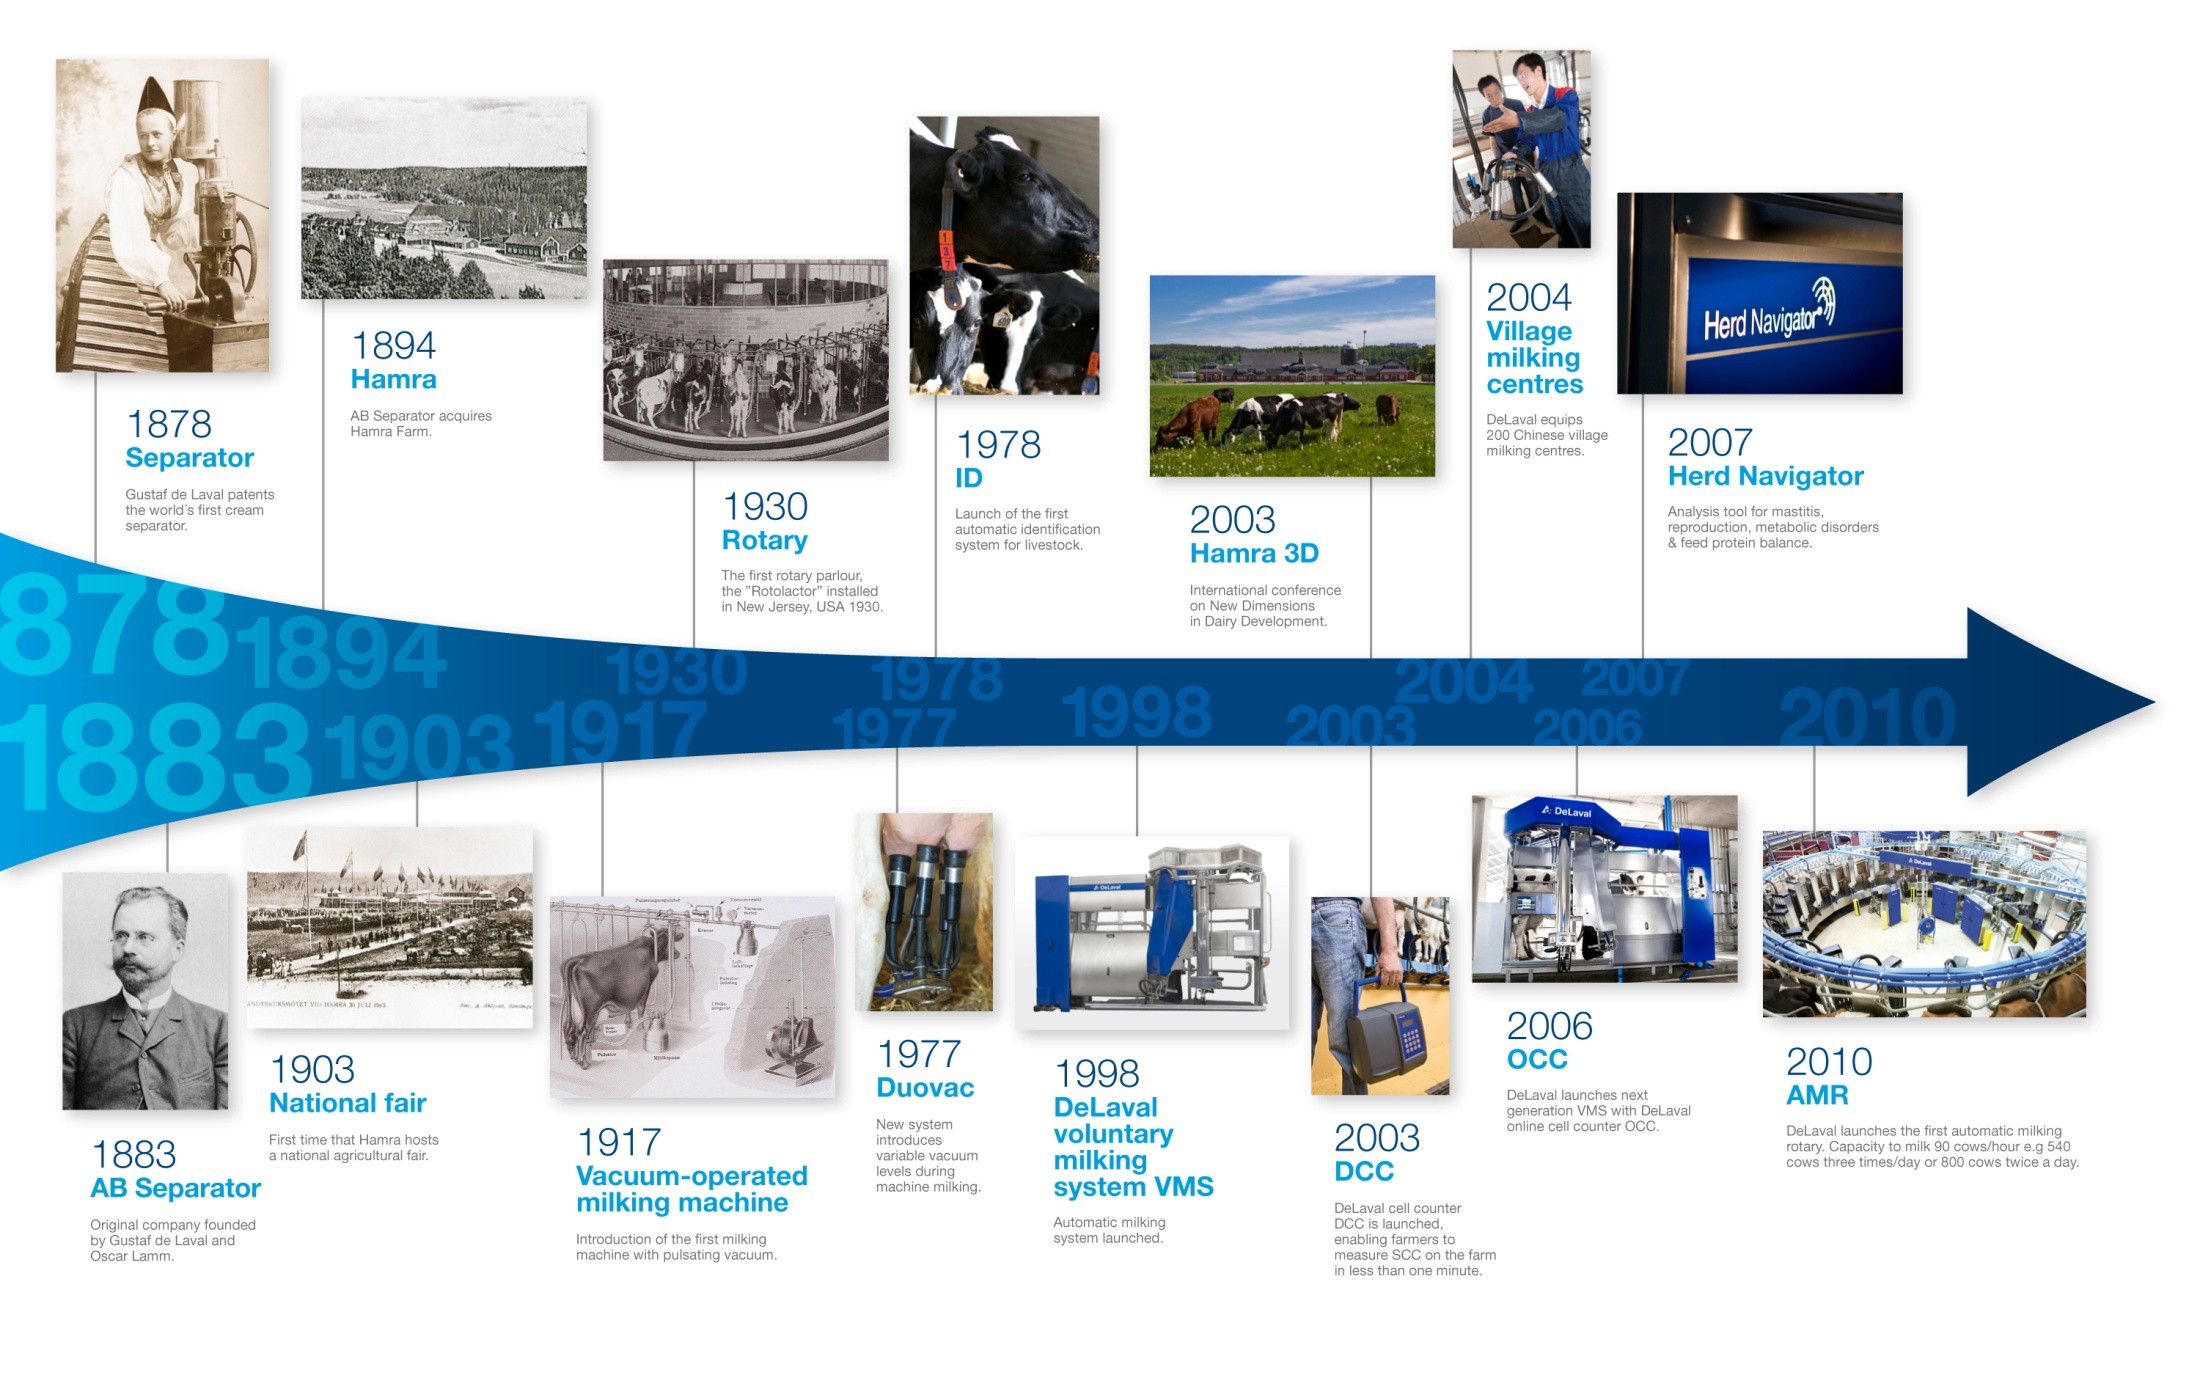 1878
Separator
Gustaf de Laval patents
the world´s first cream
separator.
1894
Hamra
AB Separator acquires
Hamra Farm.
1930
Rotary
The first rotary parlour,
the ”Rotolactor” installed
in New Jersey, USA 1930.
1
3
7
1978
ID
Launch of the first
automatic identification
system for livestock.
2003
Hamra 3D
International conference
on New Dimensions
in Dairy Development.
2004
Village
milking
centres
DeLaval equips
200 Chinese village
milking centres.
Herd Navigator
2007
Herd Navigator
Analysis tool for mastitis,
reproduction, metabolic disorders
& feed protein balance.
878
1894
1930
1978
2004
2007
1883
1903
1917
1977
1998
2003
2006
2010
1883
AB Separator
Original company founded
by Gustaf de Laval and
Oscar Lamm.
1903
National fair
First time that Hamra hosts
a national agricultural fair.
1917
Vacuum-operated
milking machine
Introduction of the first milking
machine with pulsating vacuum.
1977
Duovac
New system
introduces
variable vacuum
levels during
machine milking.
DeLaval
1998
DeLaval
voluntary
milking
system VMS
Automatic milking
system launched.
2003
DCC
DeLaval cell counter
DCC is launched,
enabling farmers to
measure SCC on the farm
in less than one minute.
DeLaval
2006
OCC
DeLaval launches next
generation VMS with DeLaval
online cell counter OCC.
DeLaval
2010
AMR
DeLaval launches the first automatic milking
rotary. Capacity to milk 90 cows/hour e.g 540
cows three times/day or 800 cows twice a day.